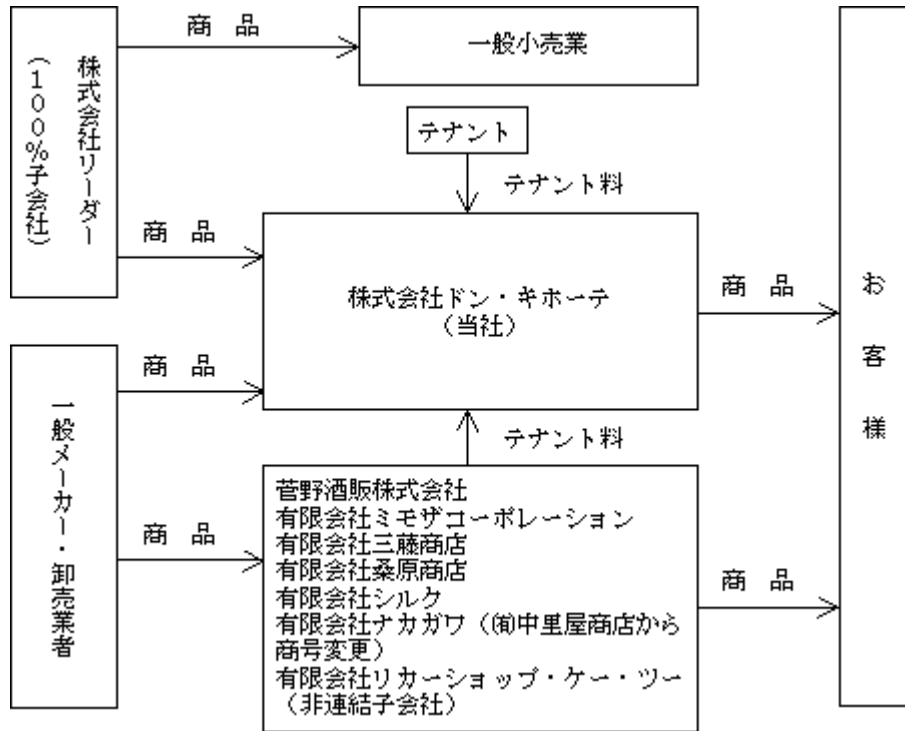 株式会社リーダー
（１００％子会社）
商　品
一般小売業
テナント
テナント料
商　品
株式会社ドン・キホーテ
（当社）
商　品
お客様
一般メーカー・卸売業者
商　品
テナント料
商　品
菅野酒販株式会社
有限会社ミモザコーポレーション
有限会社三藤商店
有限会社桑原商店
有限会社シルク
有限会社ナカガワ（㈲中里屋商店から
商号変更）
有限会社リカーショップ・ケー・ツー
（非連結子会社）
商　品